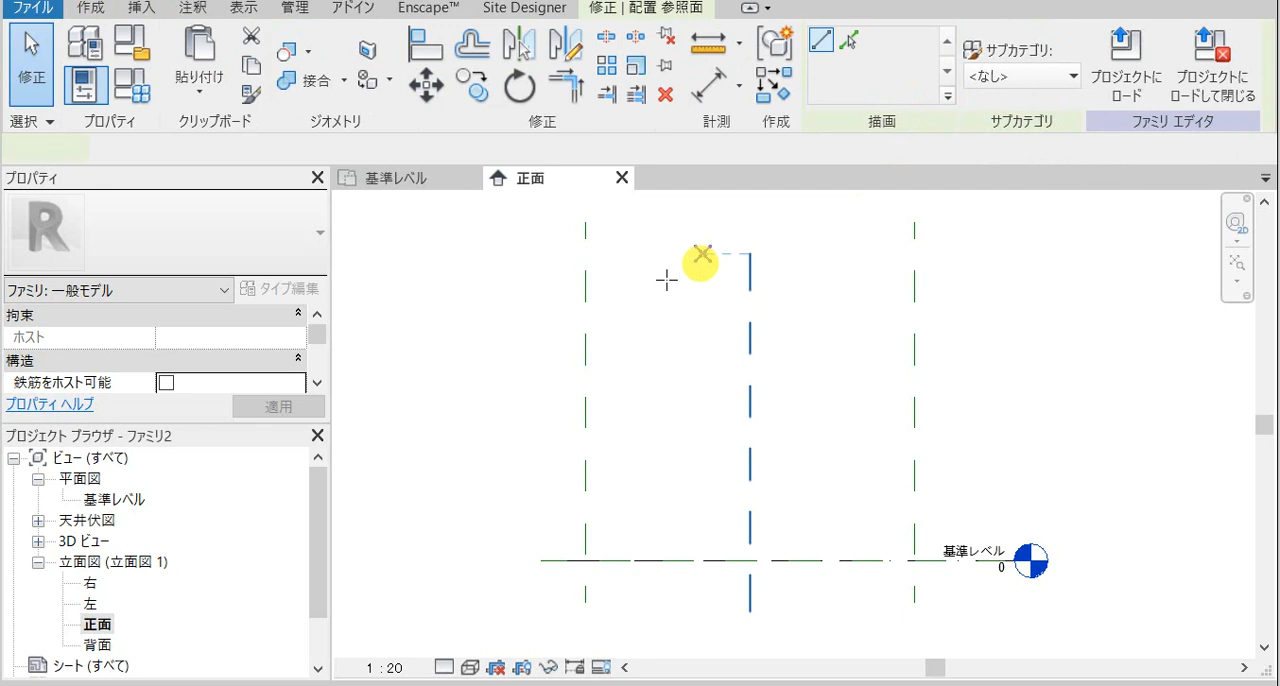 ファイル 作成 挿入 注釈 表示 管理 アドイン Enscape™ Site Designer 修正 | 配置 参照面
修正
貼り付け
接合
サブカテゴリ:
<なし>
プロジェクトに
ロード
プロジェクトに
ロードして閉じる
選択 プロパティ クリップボード ジオメトリ 修正 計測 作成 描画 サブカテゴリ ファミリ エディタ
プロパティ
R
ファミリ: 一般モデル
タイプ編集
拘束
ホスト
構造
鉄筋をホスト可能
プロパティ ヘルプ
適用
プロジェクト ブラウザ - ファミリ2
ビュー (すべて)
平面図
基準レベル
天井伏図
3D ビュー
立面図 (立面図 1)
右
左
正面
背面
シート (すべて)
基準レベル 正面
2D
基準レベル
0
1 : 20